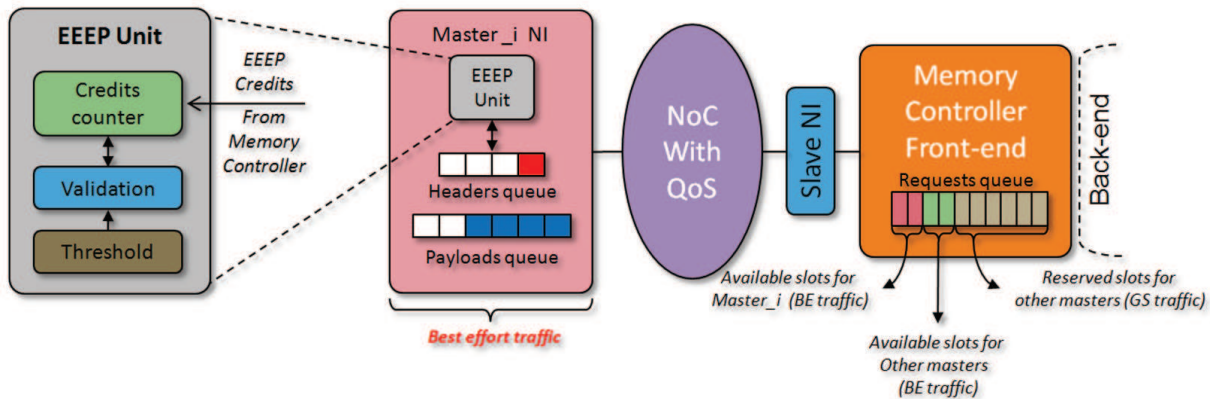 EEEP Unit
Credits
counter
Validation
Threshold
EEEP
Credits
From
Memory
Controller
Master_i NI
EEEP
Unit
Headers queue
Payloads queue
Best effort traffic
NoC
With
QoS
Slave NI
Memory
Controller
Front-end
Requests queue
Back-end
Available slots for
Master_i (BE traffic)
Available slots for
Other masters
(BE traffic)
Reserved slots for
other masters (GS traffic)